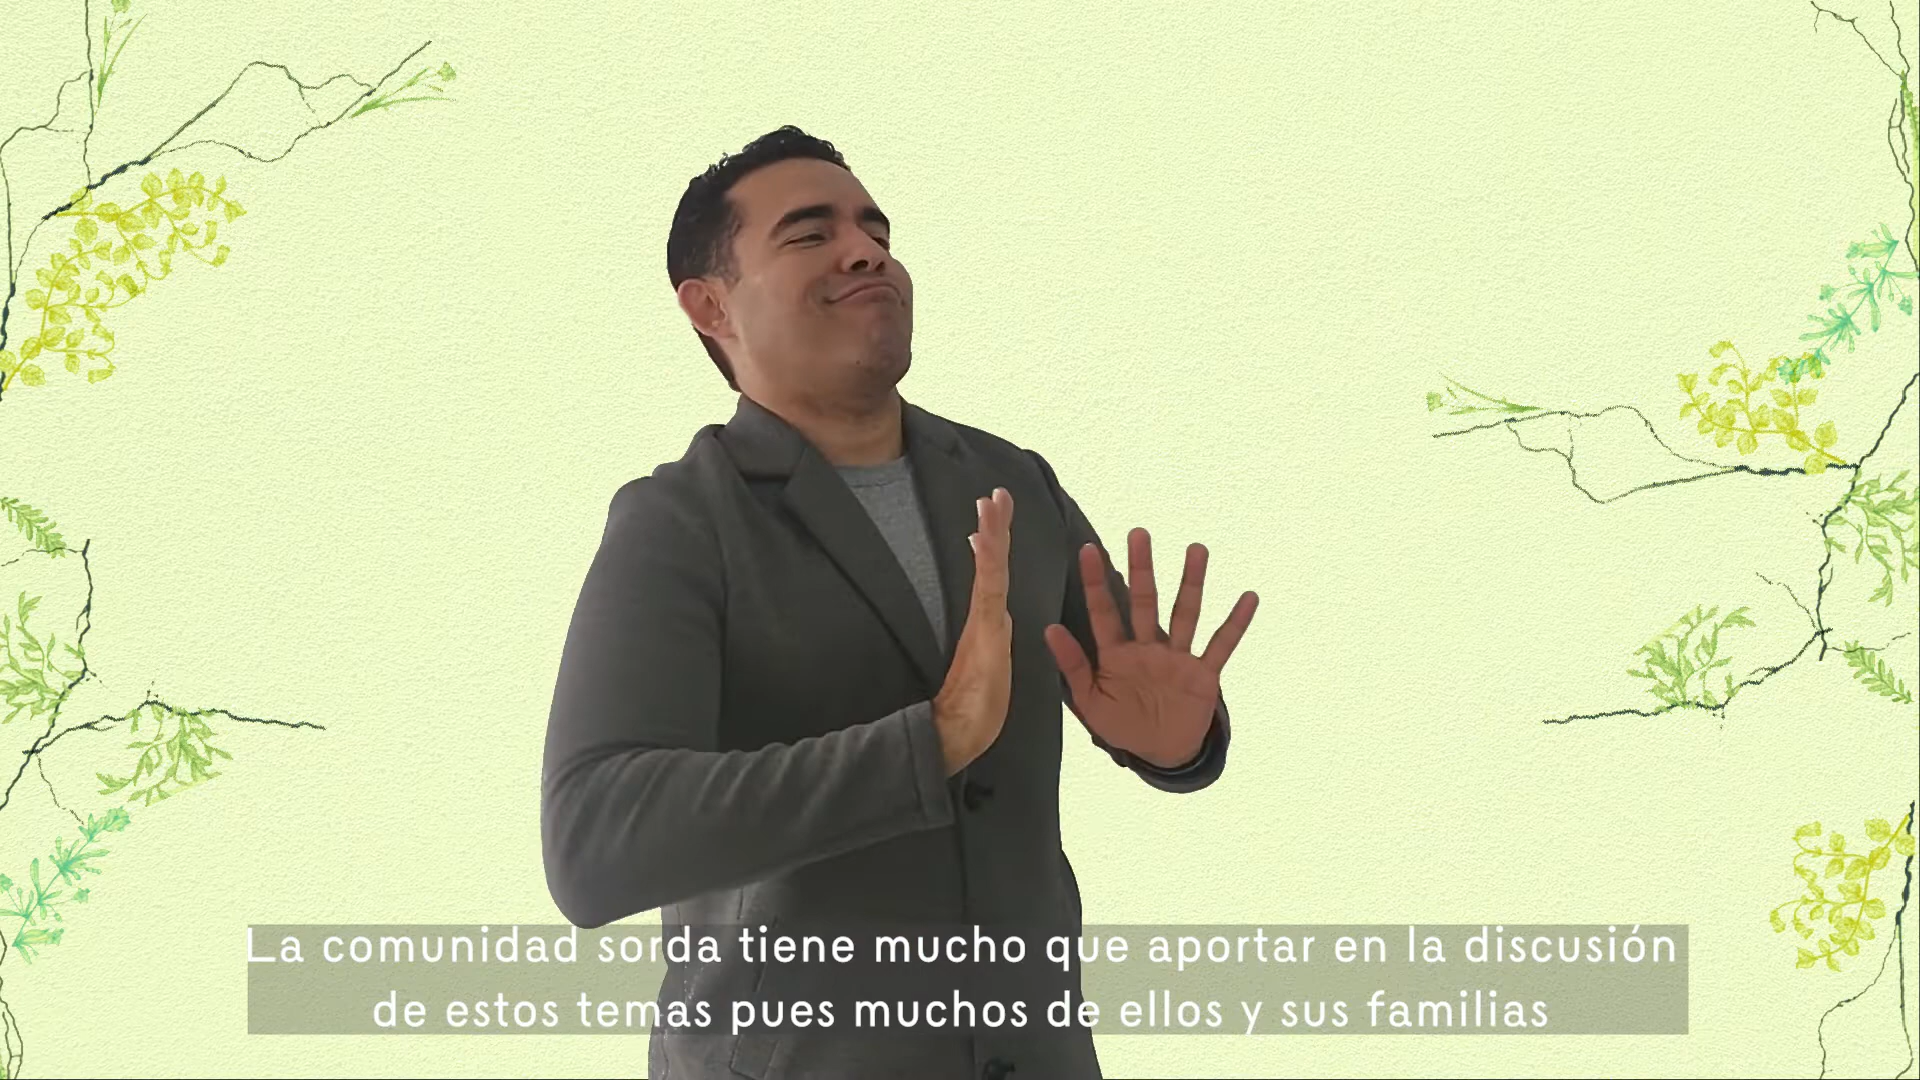 La comunidad sorda tiene mucho que aportar en la discusión
de estos temas pues muchos de ellos y sus familias